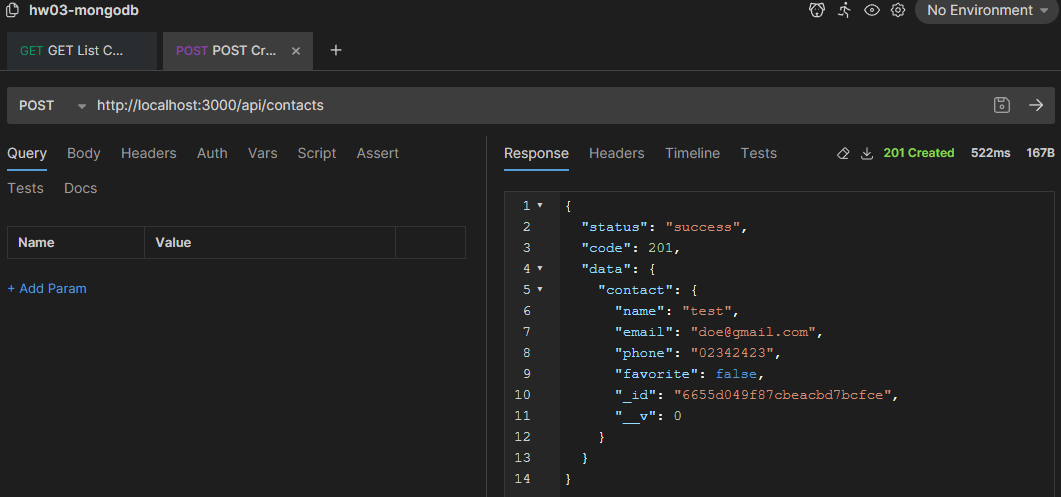 hw03-mongodb
No Environment
GET GET List C...
POST POST Cr... × +
POST http://localhost:3000/api/contacts
Query Body Headers Auth Vars Script Assert
Tests Docs
Name Value
+ Add Param
Response Headers Timeline Tests 201 Created 522ms 167B
1 {
2 "status": "success",
3 "code": 201,
4 "data": {
5 "contact": {
6 "name": "test",
7 "email": "doe@gmail.com",
8 "phone": "02342423",
9 "favorite": false,
10 "_id": "6655d049f87cbeacbd7bcfce",
11 "__v": 0
12 }
13 }
14 }